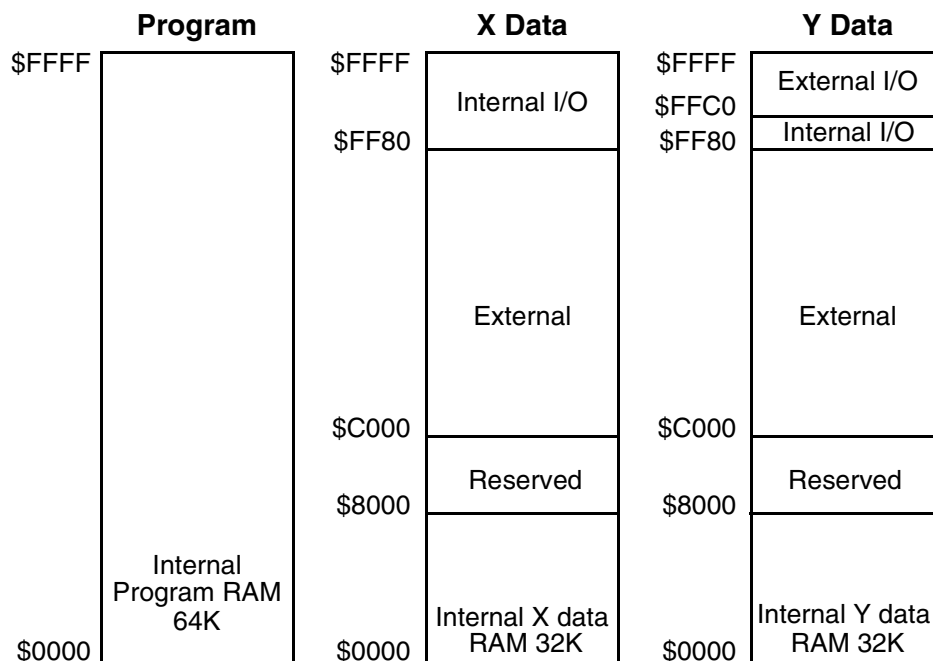 Program
$FFFF
Internal
Program RAM
64K
$0000
X Data
$FFFF
Internal I/O
$FF80
External
$C000
Reserved
$8000
Internal X data
RAM 32K
$0000
Y Data
$FFFF
External I/O
$FFC0
Internal I/O
$FF80
External
$C000
Reserved
$8000
Internal Y data
RAM 32K
$0000